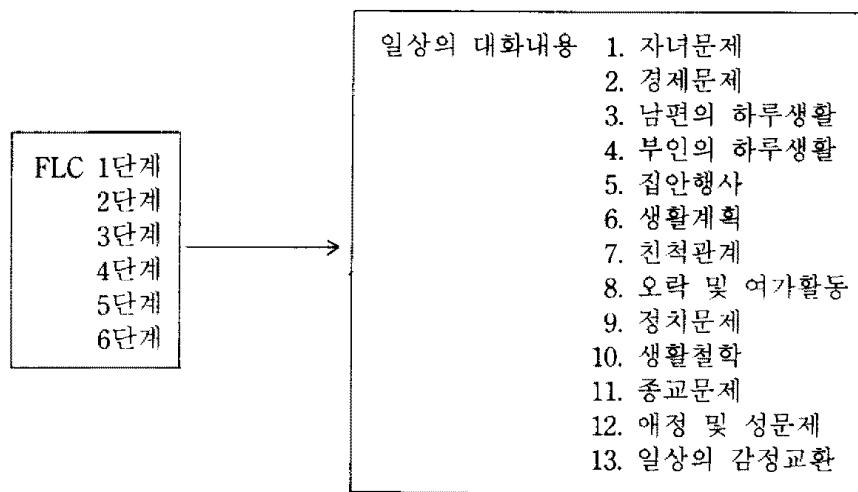 일상의 대화내용 1. 자녀문제
2. 경제문제
3. 남편의 하루생활
4. 부인의 하루생활
5. 집안행사
6. 생활계획
7. 친척관계
8. 오락 및 여가활동
9. 정치문제
10. 생활철학
11. 종교문제
12. 애정 및 성문제
13. 일상의 감정교환
FLC 1단계
2단계
3단계
4단계
5단계
6단계